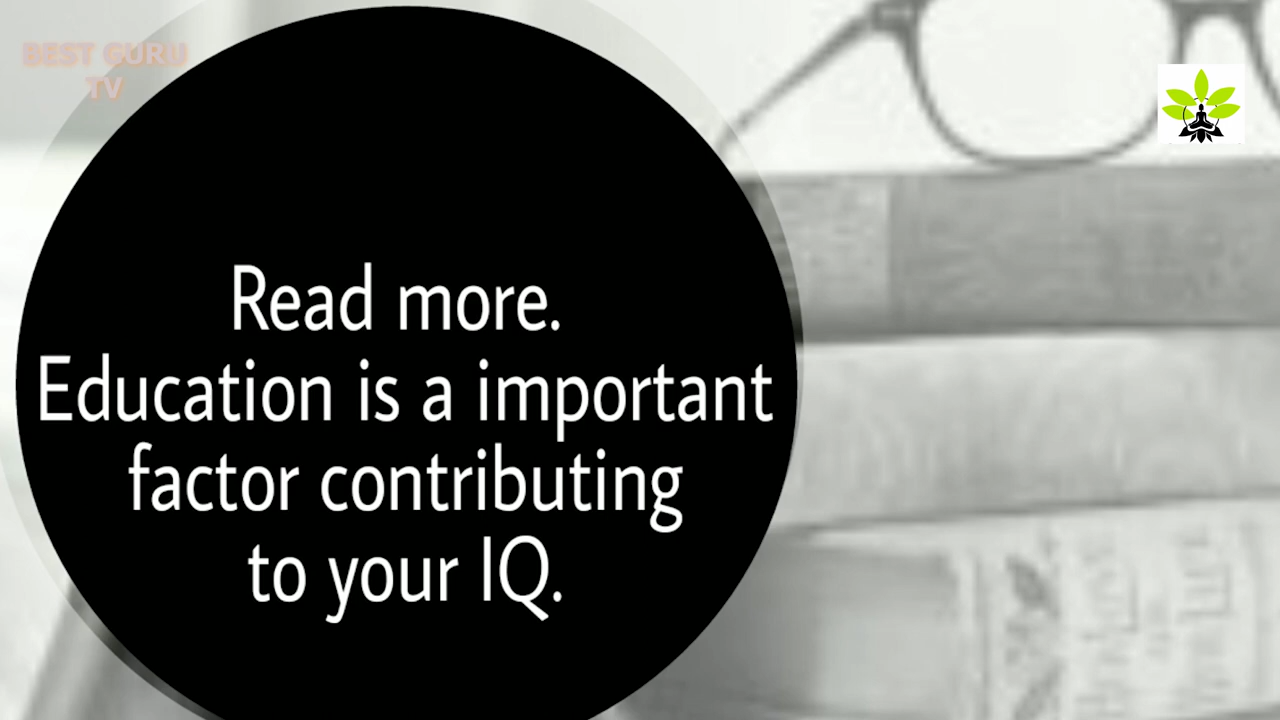 BEST GURU
TV
Read more.
Education is a important
factor contributing
to your IQ.